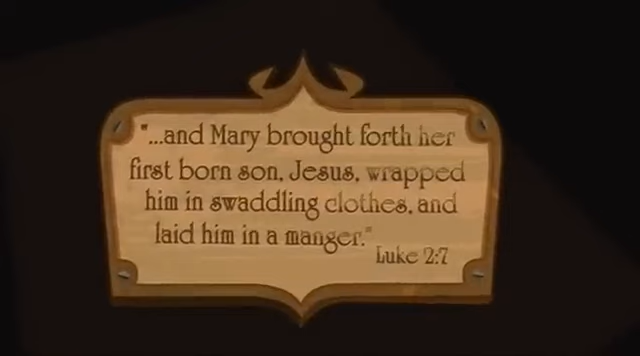 "...and Mary brought forth her
first born son, Jesus, wrapped
him in swaddling clothes, and
laid him in a manger."
Luke 2:7